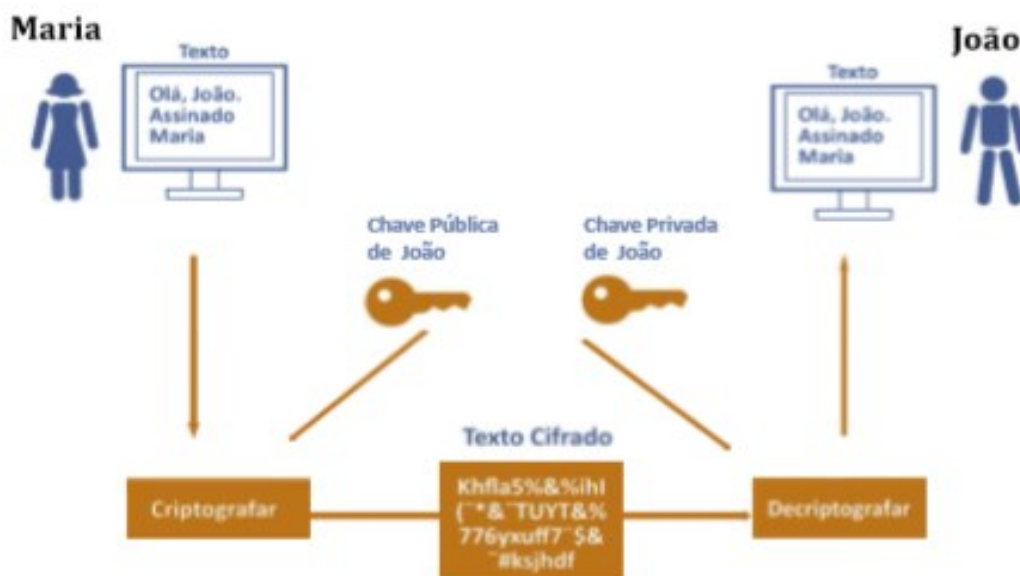 Maria
Texto
Olá, João.
Assinado
Maria
João
Texto
Olá, João.
Assinado
Maria
Chave Pública
de João
Chave Privada
de João
Texto Cifrado
Criptografar
Khfla5%&%ihl
(¨*&¨TUYT&%
776yxuff7¨$&
¨#ksjhdf
Decriptografar